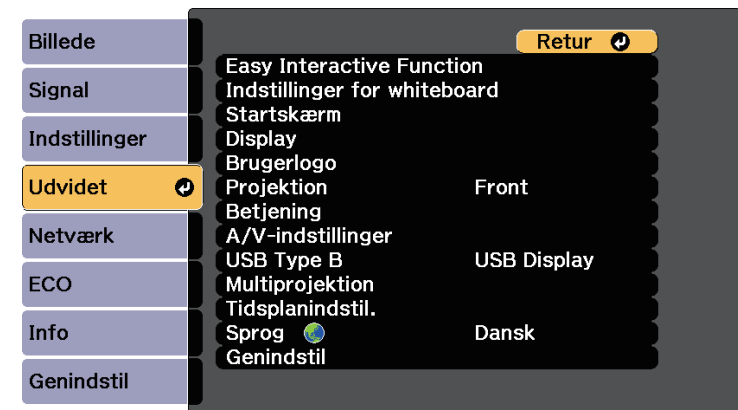 Billede
Signal
Indstillinger
Udvidet
Netværk
ECO
Info
Genindstil
Retur
Easy Interactive Function
Indstillinger for whiteboard
Startskærm
Display
Brugerlogo
Projektion Front
Betjening
A/V-indstillinger
USB Type B USB Display
Multiprojektion
Tidsplanindstil.
Sprog Dansk
Genindstil